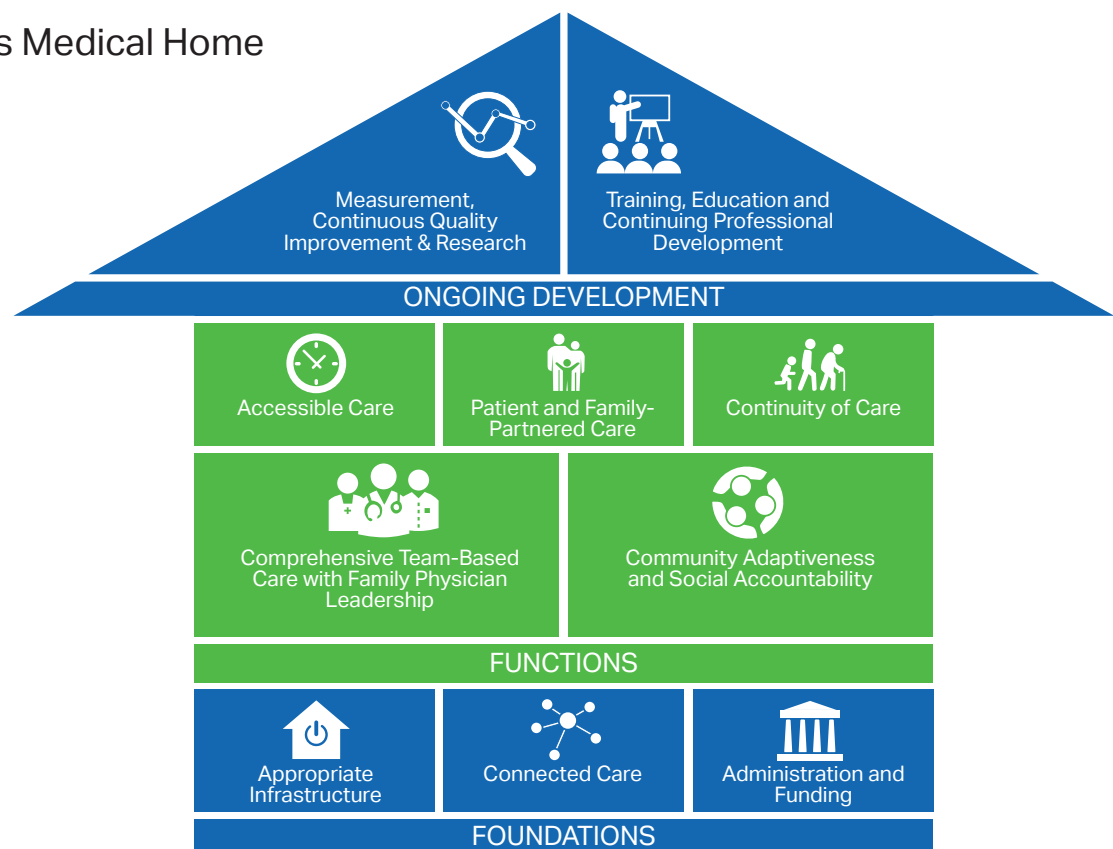 s Medical Home
Measurement,
Continuous Quality
Improvement & Research
Training, Education and
Continuing Professional
Development
ONGOING DEVELOPMENT
Accessible Care
Patient and Family-
Partnered Care
Continuity of Care
Comprehensive Team-Based
Care with Family Physician
Leadership
Community Adaptiveness
and Social Accountability
FUNCTIONS
Appropriate
Infrastructure
Connected Care
Administration and
Funding
FOUNDATIONS